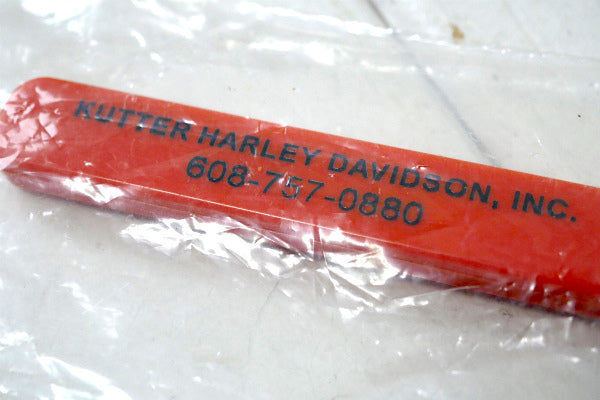 KUTTER HARLEY DAVIDSON, INC.
608-757-0880